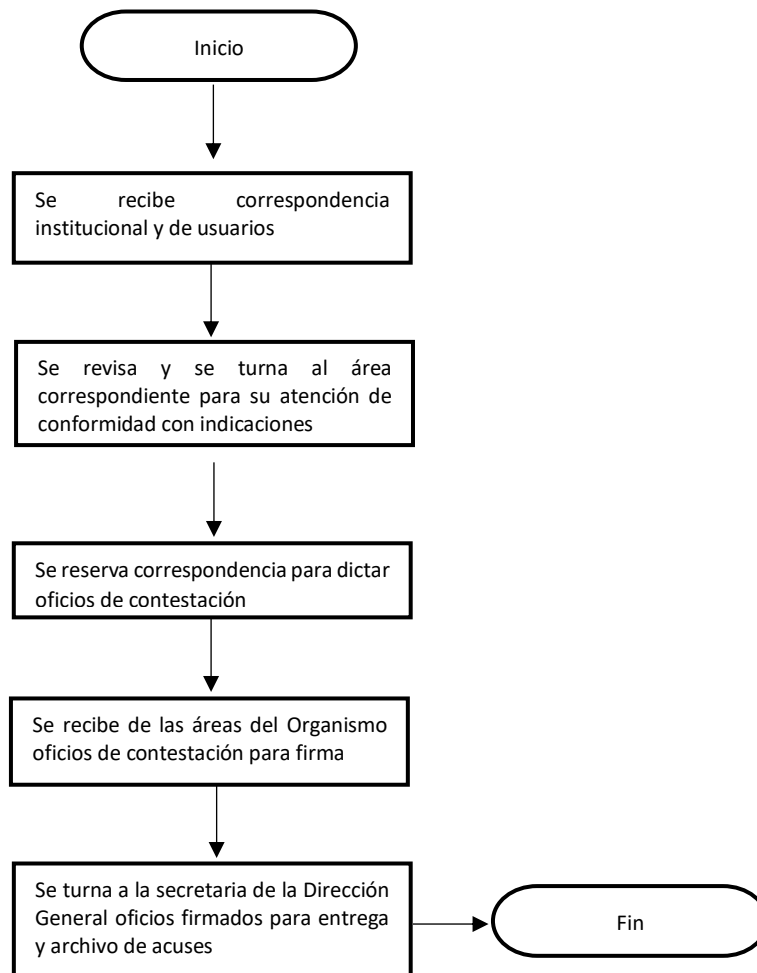 Inicio
Se recibe correspondencia
institucional y de usuarios
Se revisa y se turna al área
correspondiente para su atención de
conformidad con indicaciones
Se reserva correspondencia para dictar
oficios de contestación
Se recibe de las áreas del Organismo
oficios de contestación para firma
Se turna a la secretaria de la Dirección
General oficios firmados para entrega
y archivo de acuses
Fin